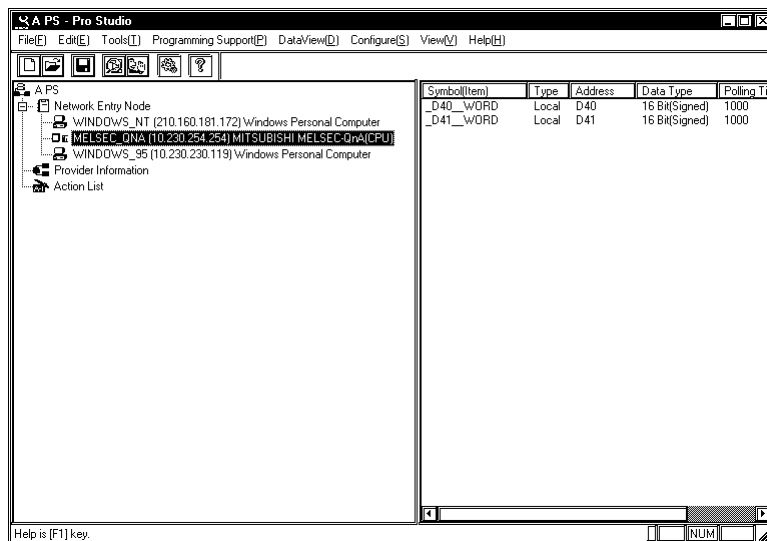 A PS - Pro Studio
File(F) Edit(E) Tools(T) Programming Support(P) DataView(D) Configure(S) View(V) Help(H)
A PS
Network Entry Node
WINDOWS_NT (210.160.181.172) Windows Personal Computer
MELSEC_QNA (10.230.254.254) MITSUBISHI MELSEC-QnA(CPU)
WINDOWS_95 (10.230.230.119) Windows Personal Computer
Provider Information
Action List
Symbol(Item) Type Address Data Type Polling Ti
_D40__WORD Local D40 16 Bit(Signed) 1000
_D41__WORD Local D41 16 Bit(Signed) 1000
Help is [F1] key.
NUM